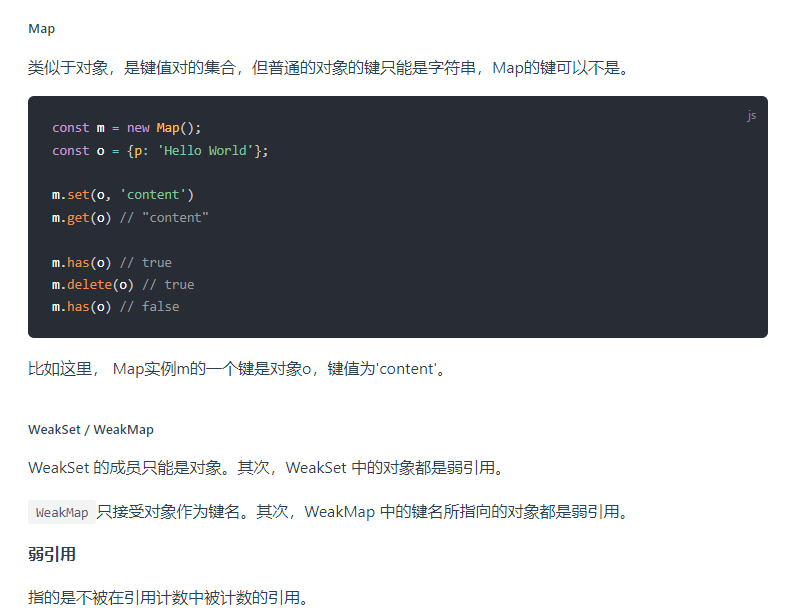 Map
类似于对象，是键值对的集合，但普通的对象的键只能是字符串，Map的键可以不是。
js
const m = new Map();
const o = {p: 'Hello World'};
m.set(o, 'content')
m.get(o) // "content"
m.has(o) // true
m.delete(o) // true
m.has(o) // false
比如这里， Map实例m的一个键是对象o，键值为'content'。
WeakSet / WeakMap
WeakSet 的成员只能是对象。其次，WeakSet 中的对象都是弱引用。
WeakMap 只接受对象作为键名。其次，WeakMap 中的键名所指向的对象都是弱引用。
弱引用
指的是不被在引用计数中被计数的引用。